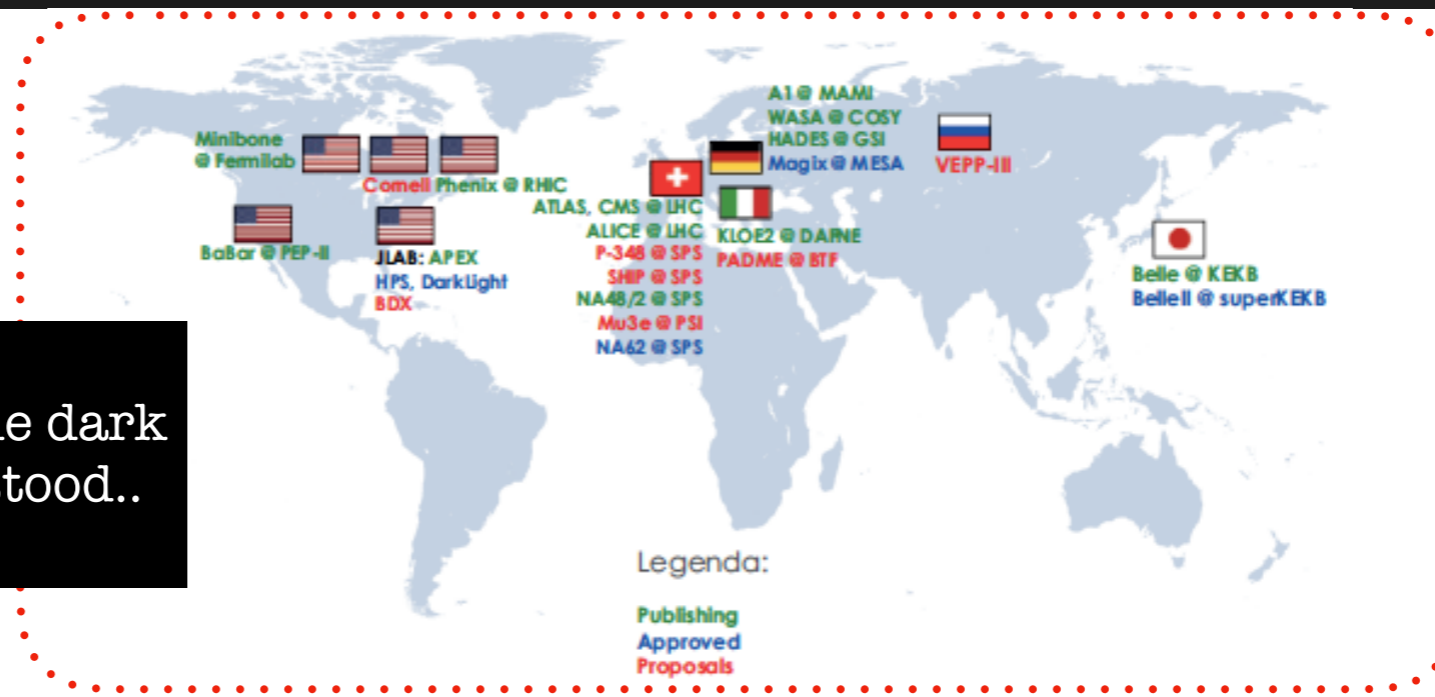 Minibone
@ Fermilab
Cornell Phenix @ RHIC
BaBar @ PEP-II
JLAB: APEX
HPS, DarkLight
BDX
ATLAS, CMS @ LHC
ALICE @ LHC
P-348 @ SPS
SHIP @ SPS
NA48/2 @ SPS
Mu3e @ PSI
NA62 @ SPS
A1 @ MAMI
WASA @ COSY
HADES @ GSI
Magix @ MESA
KLOE2 @ DAFNE
PADME @ BTF
VEPP-III
Belle @ KEKB
BelleII @ superKEKB
dark
tood..
Legenda:
Publishing
Approved
Proposals